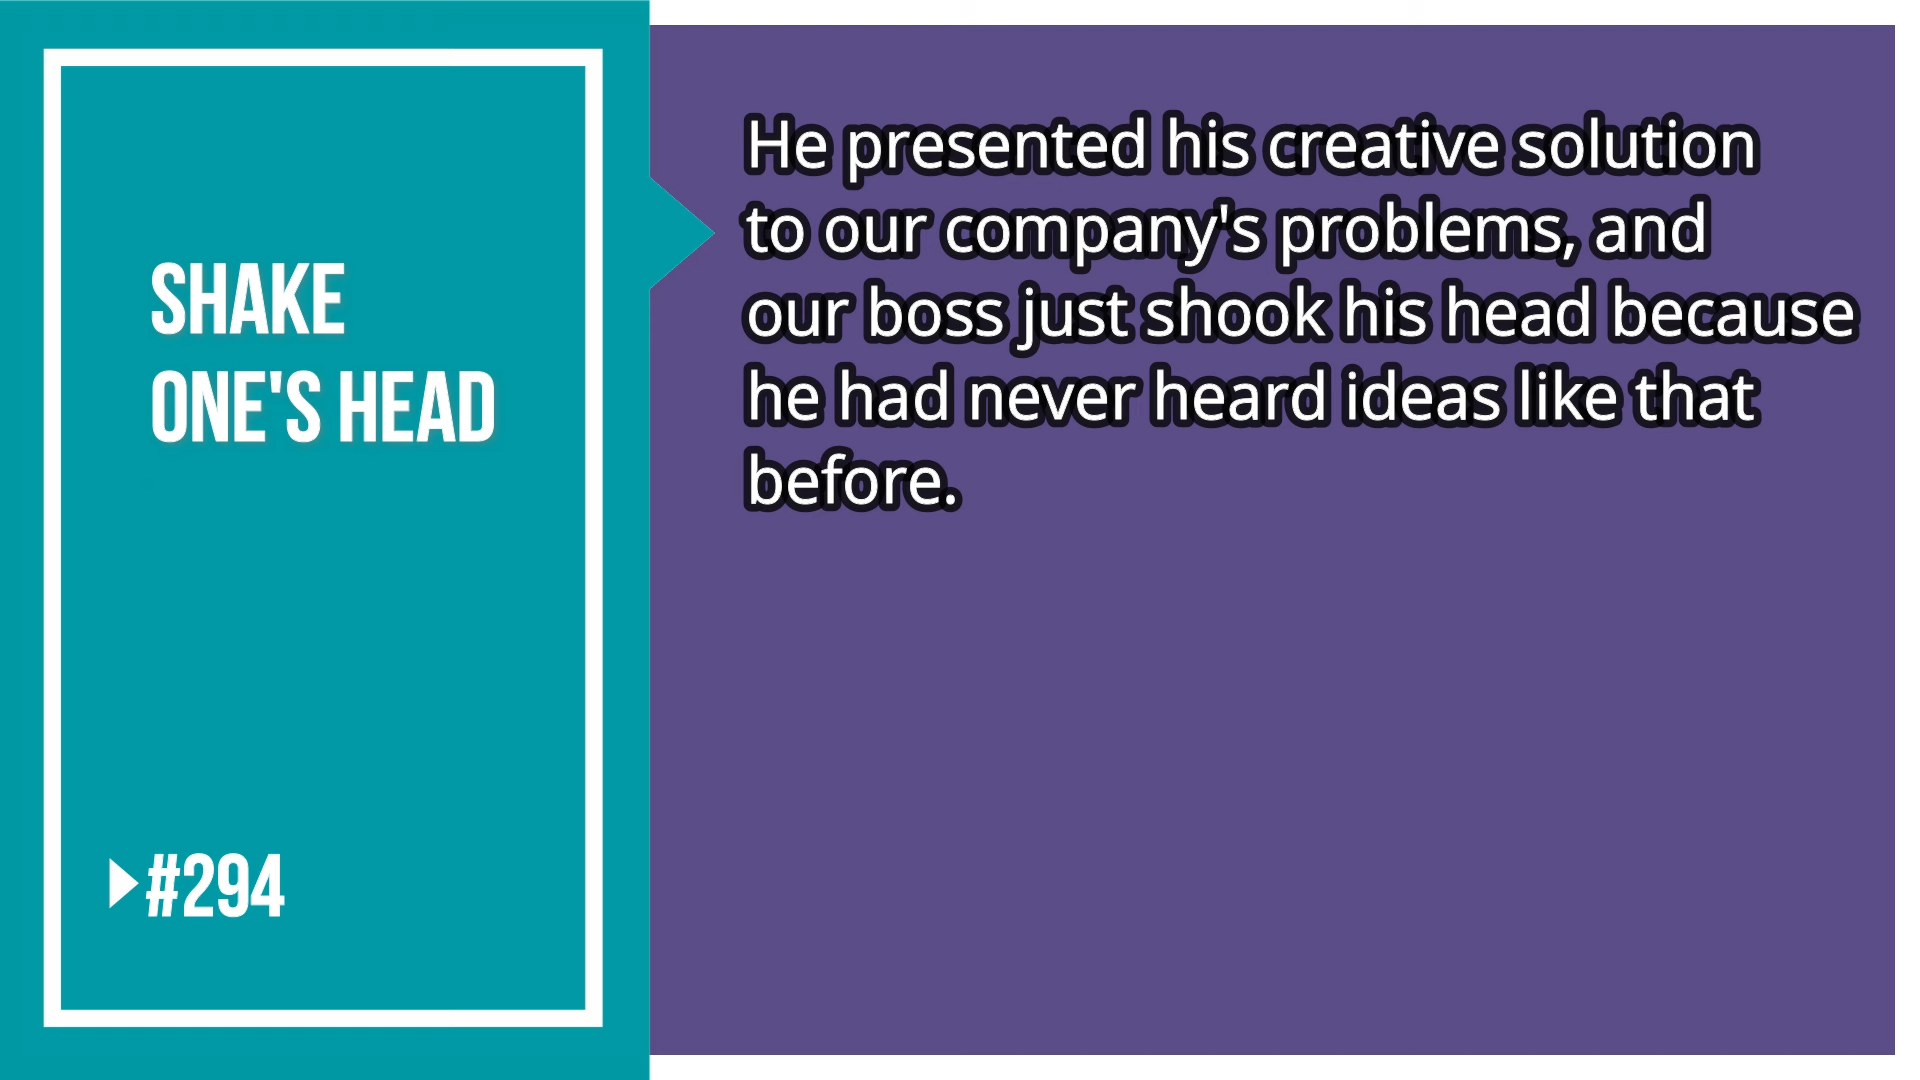 SHAKE
ONE'S HEAD
#294
He presented his creative solution
to our company's problems, and
our boss just shook his head because
he had never heard ideas like that
before.